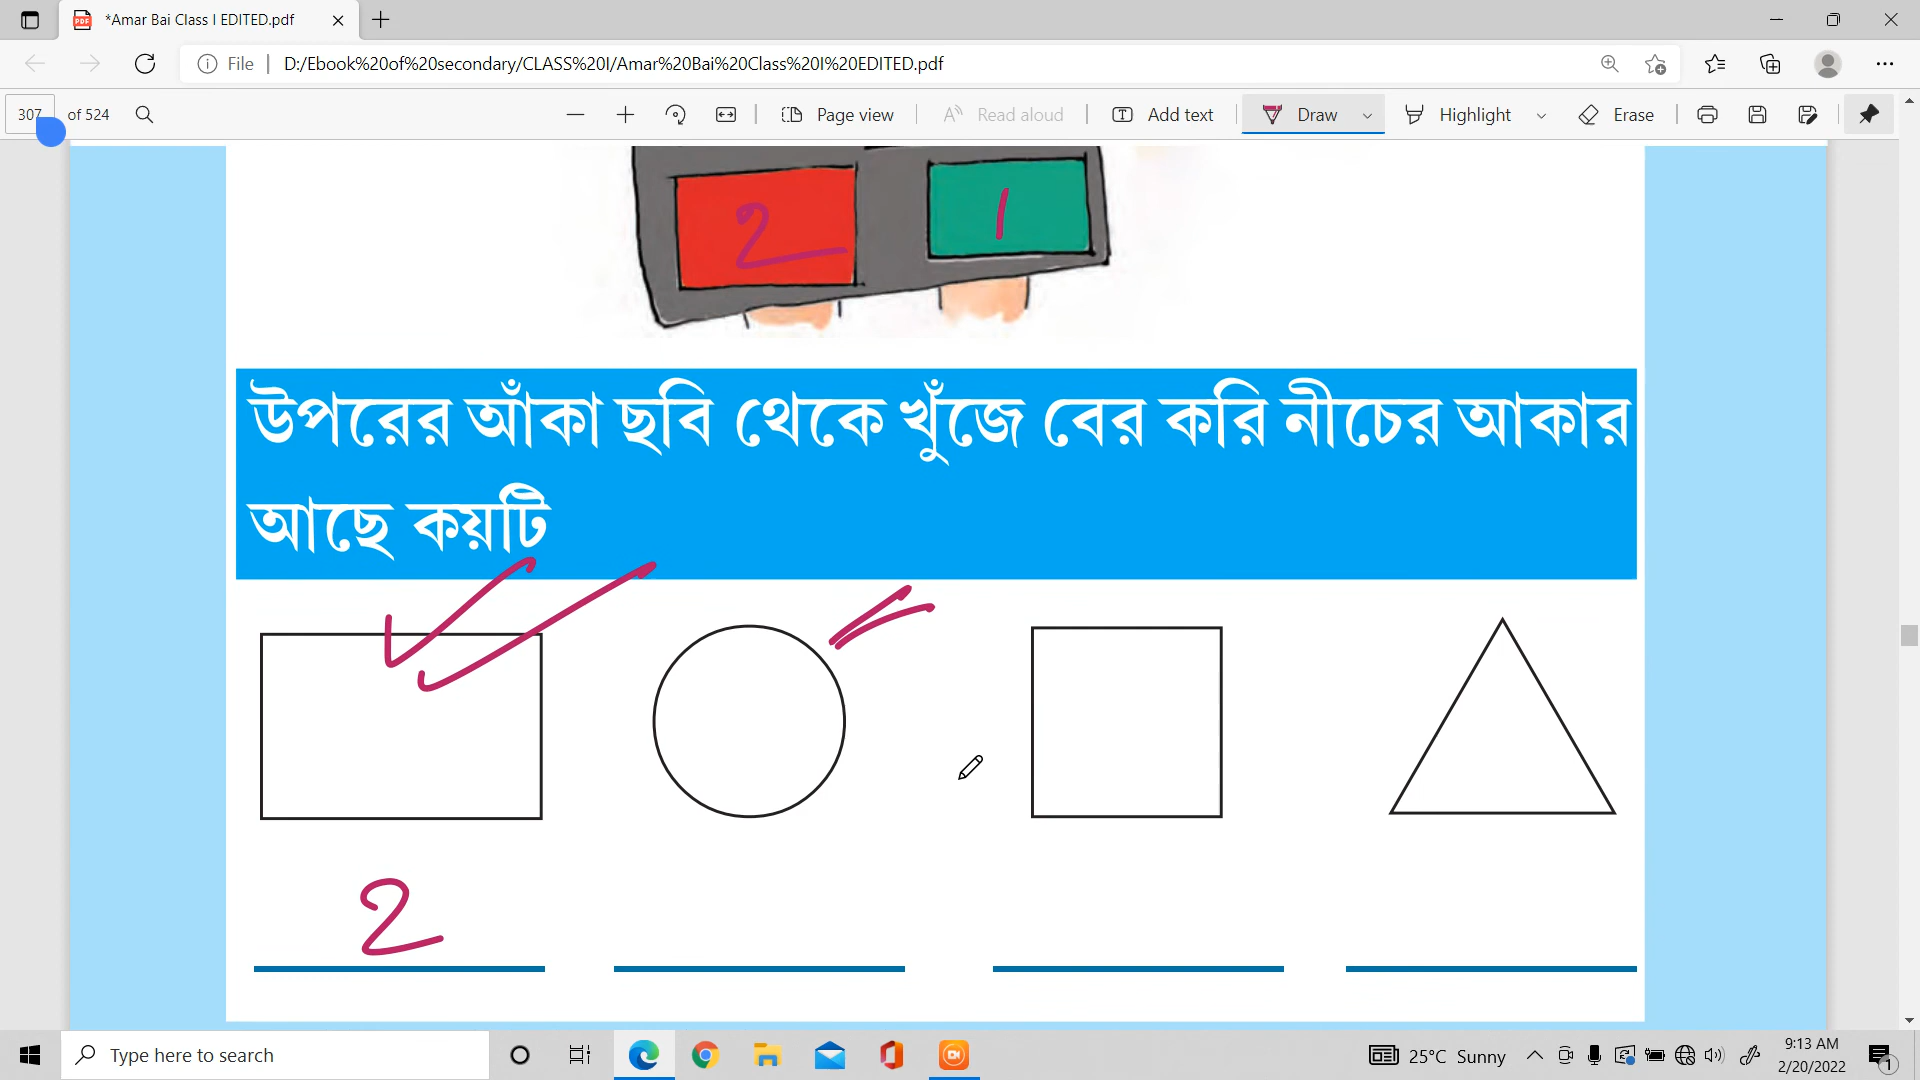 *Amar Bai Class I EDITED.pdf
File D:/Ebook%20of%20secondary/CLASS%20I/Amar%20Bai%20Class%20I%20EDITED.pdf
307 of 524 Page view Read aloud Add text Draw Highlight Erase
2 1
উপরের আঁকা ছবি থেকে খুঁজে বের করি নীচের আকার
আছে কয়টি
2
Type here to search
25°C Sunny
9:13 AM
2/20/2022
1